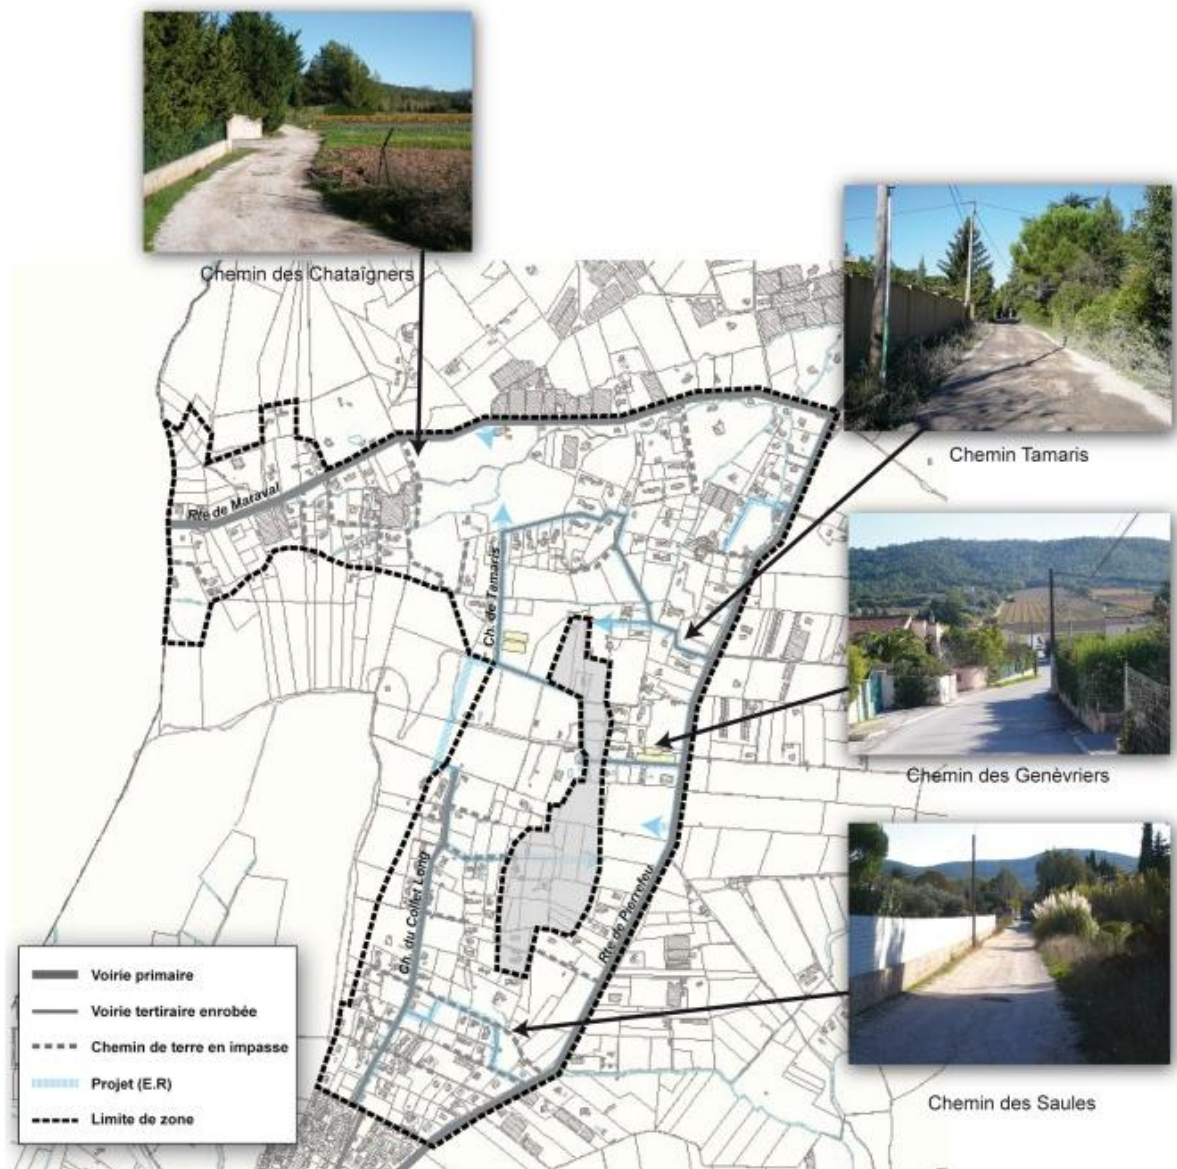 Chemin des Chataîgners
Chemin Tamaris
Rte de Maraval
Ch. de Tamaris
Chemin des Genèvriers
Ch. du Collet Long
Rte de Pierrefeu
Chemin des Saules
Voirie primaire
Voirie tertiraire enrobée
Chemin de terre en impasse
Projet (E.R)
Limite de zone